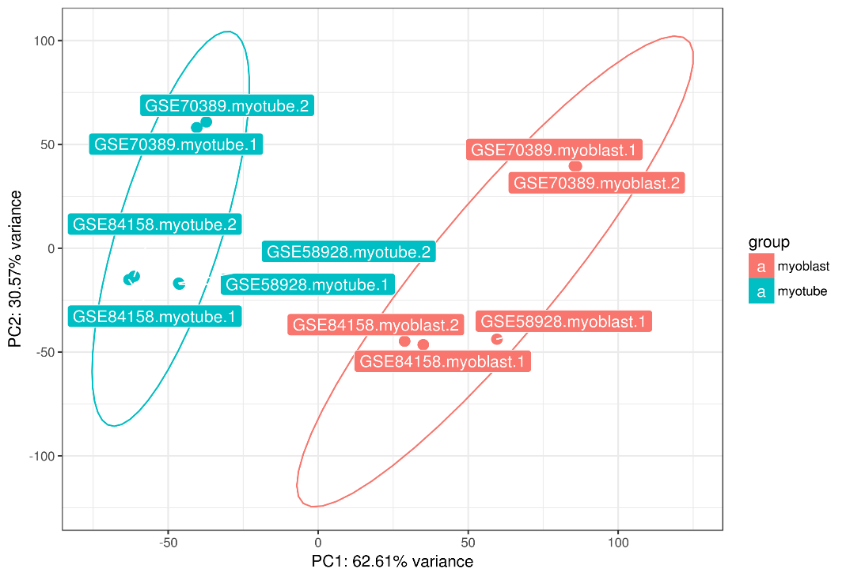 100
50
0
-50
-100
-50
0
50
100
PC2: 30.57% variance
PC1: 62.61% variance
GSE70389.myotube.2
GSE70389.myotube.1
GSE84158.myotube.2
GSE58928.myotube.2
GSE58928.myotube.1
GSE84158.myotube.1
GSE70389.myoblast.1
GSE70389.myoblast.2
GSE84158.myoblast.2
GSE58928.myoblast.1
GSE84158.myoblast.1
group
a myoblast
a myotube